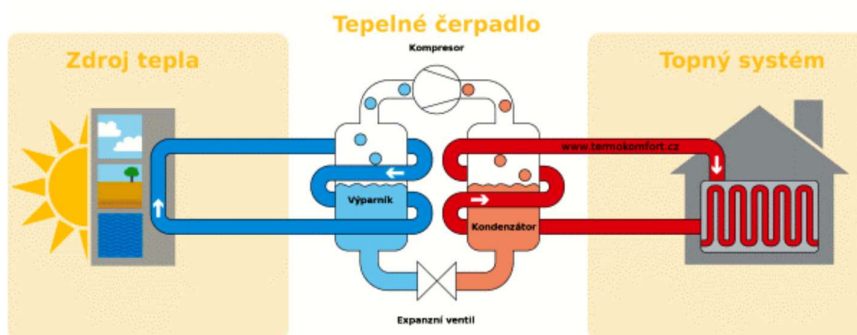 Tepelné čerpadlo
Zdroj tepla
Kompresor
Topný systém
www.termokomfort.cz
Výparník
Kondenzátor
Expanzní ventil